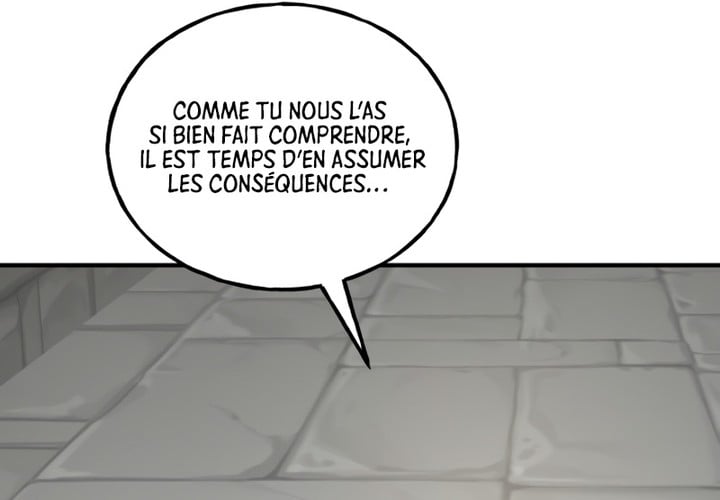 COMME TU NOUS L'AS
SI BIEN FAIT COMPRENDRE,
IL EST TEMPS D'EN ASSUMER
LES CONSÉQUENCES...